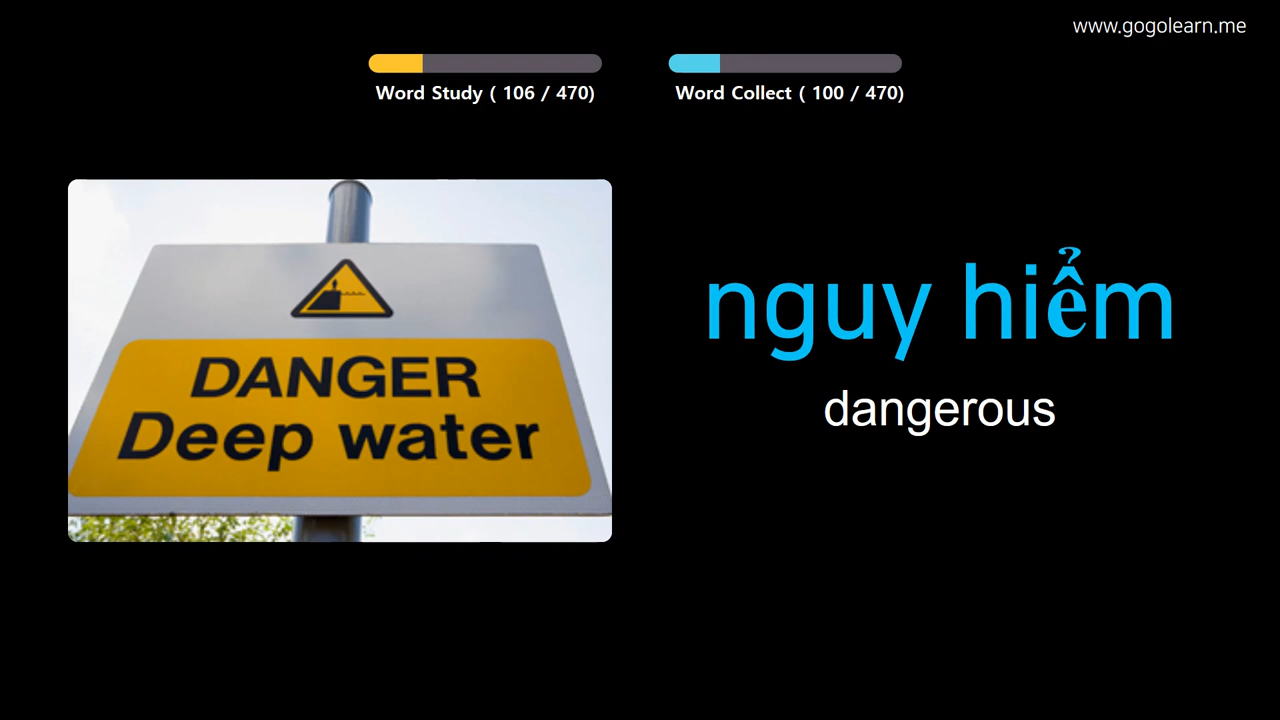 www.gogolearn.me
Word Study ( 106 / 470)
Word Collect ( 100 / 470)
DANGER
Deep water
nguy hiểm
dangerous